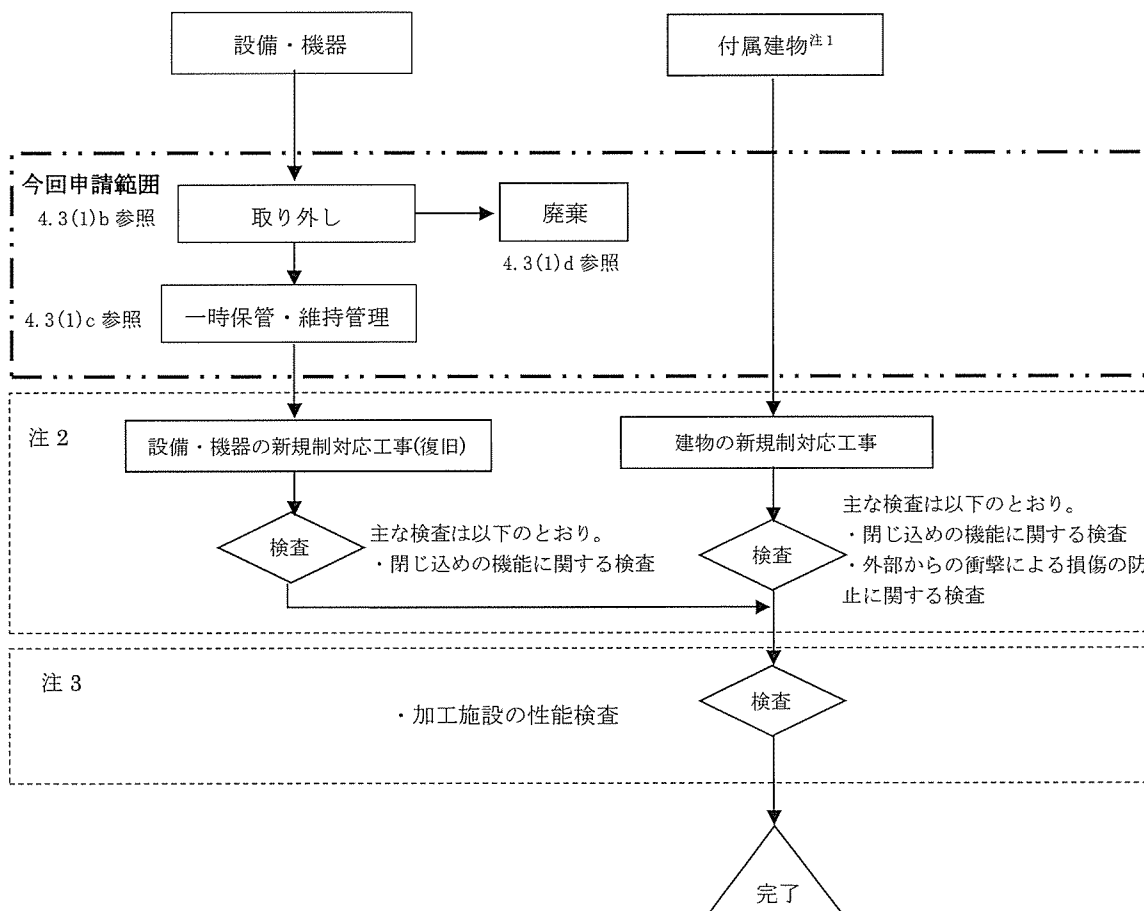 設備・機器
付属建物注1
今回申請範囲
4.3(1)b 参照
取り外し
廃棄
4.3(1)d 参照
4.3(1)c 参照
一時保管・維持管理
注 2
設備・機器の新規制対応工事(復旧)
建物の新規制対応工事
検査
主な検査は以下のとおり。
・閉じ込めの機能に関する検査
検査
主な検査は以下のとおり。
・閉じ込めの機能に関する検査
・外部からの衝撃による損傷の防
止に関する検査
注 3
・加工施設の性能検査
検査
完了